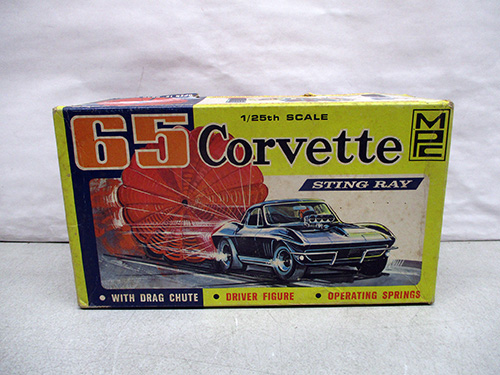 1/25th SCALE
65 Corvette
MPC
STING RAY
• WITH DRAG CHUTE • DRIVER FIGURE • OPERATING SPRINGS